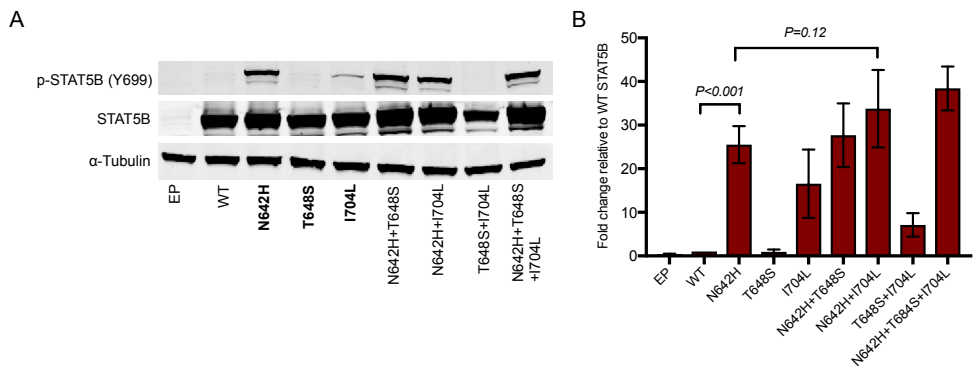 A
p-STAT5B (Y699)
STAT5B
α-Tubulin
EP
WT
N642H
T648S
I704L
N642H+T648S
N642H+I704L
T648S+I704L
N642H+T648S
+I704L
B
Fold change relative to WT STAT5B
50
40
30
20
10
0
P<0.001
P=0.12
EP
WT
N642H
T648S
I704L
N642H+T648S
N642H+I704L
T648S+I704L
N642H+T684S+I704L